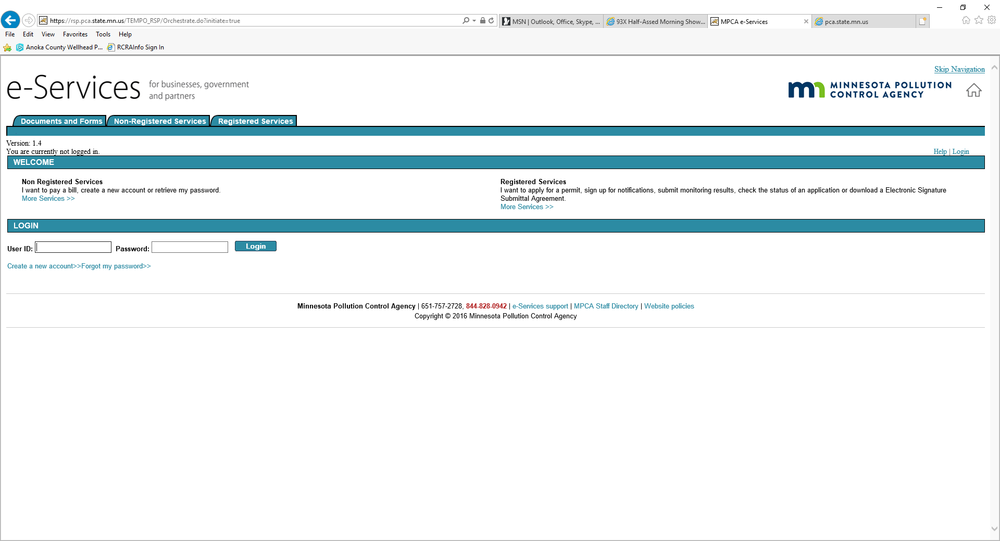 https://rsp.pca.state.mn.us/TEMPO_RSP/Orchestrate.do?initiate=true
MSN | Outlook, Office, Skype, ...
93X Half-Assed Morning Show...
MPCA e-Services
pca.state.mn.us
File Edit View Favorites Tools Help
Anoka County Wellhead P... RCRAInfo Sign In
Skip Navigation
e-Services for businesses, government and partners
MINNESOTA POLLUTION
CONTROL AGENCY
Documents and Forms Non-Registered Services Registered Services
Version: 1.4
You are currently not logged in.
Help | Login
WELCOME
Non Registered Services
I want to pay a bill, create a new account or retrieve my password.
More Services >>
Registered Services
I want to apply for a permit, sign up for notifications, submit monitoring results, check the status of an application or download a Electronic Signature
Submittal Agreement.
More Services >>
LOGIN
User ID: Password: Login
Create a new account>>Forgot my password>>
Minnesota Pollution Control Agency | 651-757-2728, 844-828-0942 | e-Services support | MPCA Staff Directory | Website policies
Copyright © 2016 Minnesota Pollution Control Agency